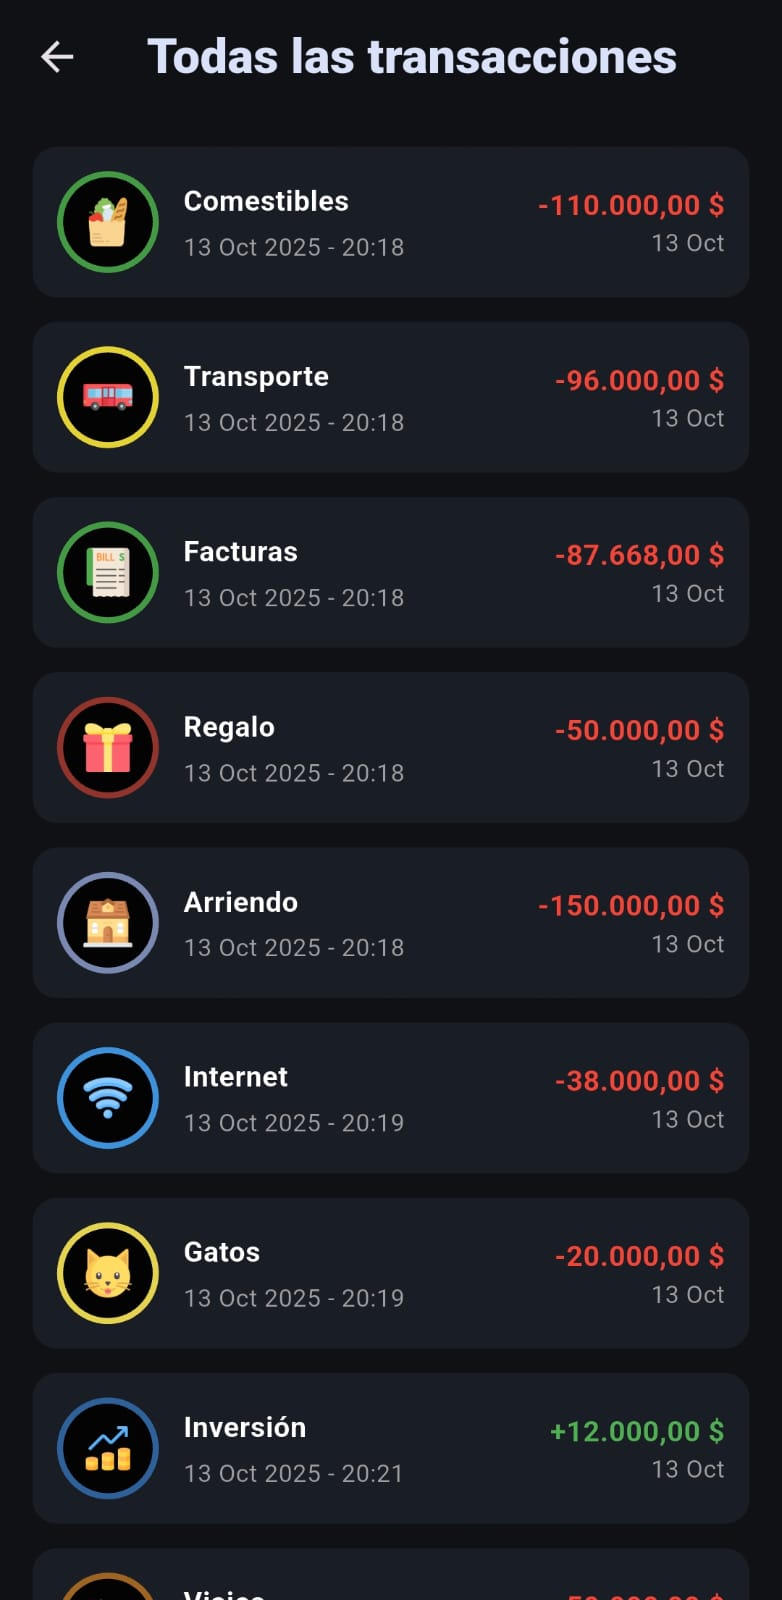 Todas las transacciones
Comestibles
-110.000,00 $
13 Oct 2025 - 20:18
13 Oct
Transporte
-96.000,00 $
13 Oct 2025 - 20:18
13 Oct
BILL $
Facturas
-87.668,00 $
13 Oct 2025 - 20:18
13 Oct
Regalo
-50.000,00 $
13 Oct 2025 - 20:18
13 Oct
Arriendo
-150.000,00 $
13 Oct 2025 - 20:18
13 Oct
Internet
-38.000,00 $
13 Oct 2025 - 20:19
13 Oct
Gatos
-20.000,00 $
13 Oct 2025 - 20:19
13 Oct
Inversión
+12.000,00 $
13 Oct 2025 - 20:21
13 Oct